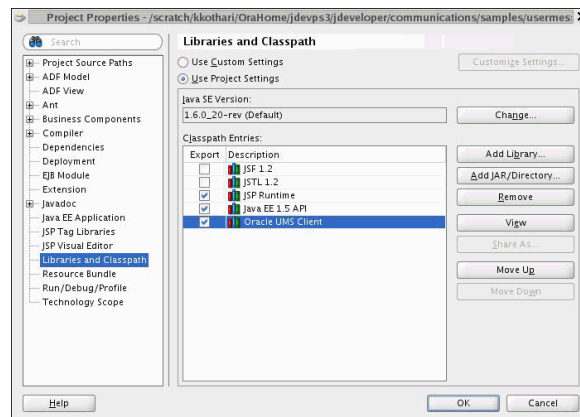 Project Properties - /scratch/kkothari/OraHome/jdevps3/jdeveloper/communications/samples/usermes
Search
Project Source Paths
ADF Model
ADF View
Ant
Business Components
Compiler
Dependencies
Deployment
EJB Module
Extension
Javadoc
Java EE Application
JSP Tag Libraries
JSP Visual Editor
Libraries and Classpath
Resource Bundle
Run/Debug/Profile
Technology Scope
Libraries and Classpath
Use Custom Settings
Customize Settings...
Use Project Settings
Java SE Version:
1.6.0_20-rev (Default)
Change...
Classpath Entries:
Export Description
JSF 1.2
JSTL 1.2
JSP Runtime
Java EE 1.5 API
Oracle UMS Client
Add Library...
Add JAR/Directory...
Remove
View
Share As...
Move Up
Move Down
Help
OK
Cancel